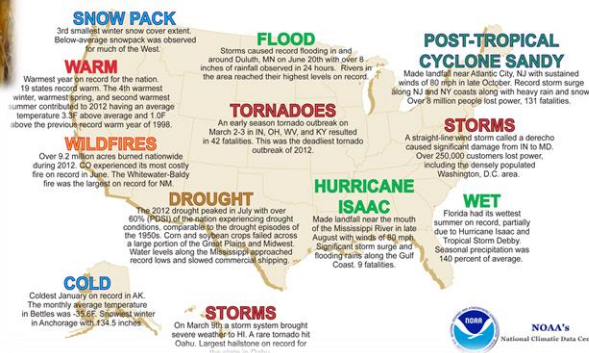 SNOW PACK
3rd smallest winter snow cover extent.
Below-average snowpack was observed
for much of the West.
WARM
Warmest year on record for the nation.
19 states record warm. The 4th warmest
winter, warmest spring, and second warmest
summer contributed to 2012 having an average
temperature 3.3F above average and 1.0F
above the previous record warm year of 1998.
WILDFIRES
Over 9.2 million acres burned nationwide
during 2012. CO experienced its most costly
fire on record in June. The Whitewater-Baldy
fire was the largest on record for NM.
FLOOD
Storms caused record flooding in and
around Duluth, MN on June 20th with over 8
inches of rainfall observed in 24 hours. Rivers in
the area reached their highest levels on record.
TORNADOES
An early season tornado outbreak on
March 2-3 in IN, OH, WV, and KY resulted
in 42 fatalities. This was the deadliest tornado
outbreak of 2012.
POST-TROPICAL
CYCLONE SANDY
Made landfall near Atlantic City, NJ with sustained
winds of 80 mph in late October. Record storm surge
along NJ and NY coasts along with heavy rain and snow.
Over 8 million people lost power, 131 fatalities.
STORMS
A straight-line wind storm called a derecho
caused significant damage from IN to MD.
Over 250,000 customers lost power,
including the densely populated
Washington, D.C. area.
DROUGHT
The 2012 drought peaked in July with over
60% (PDSI) of the nation experiencing drought
conditions, comparable to the drought episodes of
the 1950s. Corn and soybean crops failed across
a large portion of the Great Plains and Midwest.
Water levels along the Mississippi approached
record lows and slowed commercial shipping.
HURRICANE
ISAAC
Made landfall near the mouth
of the Mississippi River in late
August with winds of 80 mph.
Significant storm surge and
flooding rains along the Gulf
Coast. 9 fatalities.
WET
Florida had its wettest
summer on record, partially
due to Hurricane Isaac and
Tropical Storm Debby.
Seasonal precipitation was
140 percent of average.
COLD
Coldest January on record in AK.
The monthly average temperature
in Bettles was -35.6F. Snowiest winter
in Anchorage with 134.5 inches.
STORMS
On March 9th a storm system brought
severe weather to HI. A rare tornado hit
Oahu. Largest hailstone on record for
the state in Oahu.
NOAA
NOAA's
National Climatic Data Cen